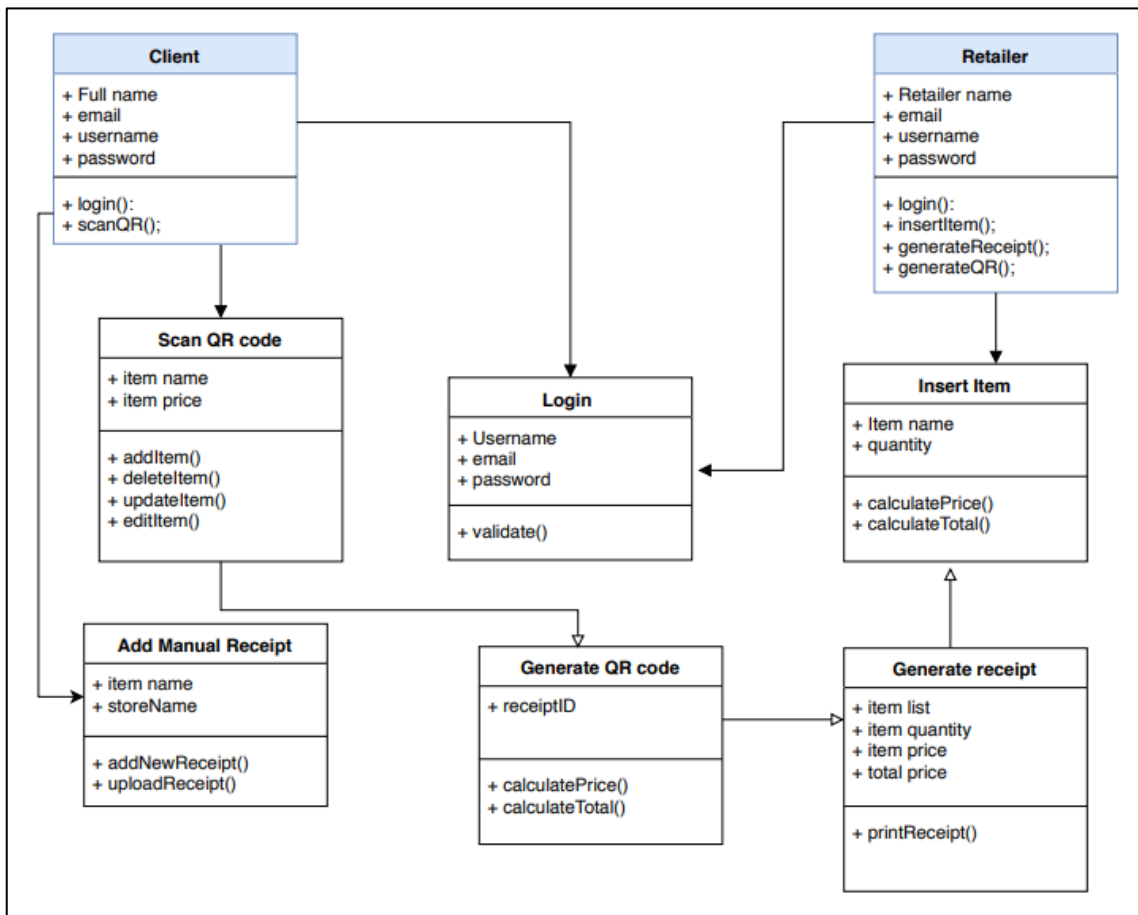 Client
+ Full name
+ email
+ username
+ password
+ login():
+ scanQR();
Retailer
+ Retailer name
+ email
+ username
+ password
+ login():
+ insertItem();
+ generateReceipt();
+ generateQR();
Scan QR code
+ item name
+ item price
+ addItem()
+ deleteItem()
+ updateItem()
+ editItem()
Login
+ Username
+ email
+ password
+ validate()
Insert Item
+ Item name
+ quantity
+ calculatePrice()
+ calculateTotal()
Add Manual Receipt
+ item name
+ storeName
+ addNewReceipt()
+ uploadReceipt()
Generate QR code
+ receiptID
+ calculatePrice()
+ calculateTotal()
Generate receipt
+ item list
+ item quantity
+ item price
+ total price
+ printReceipt()